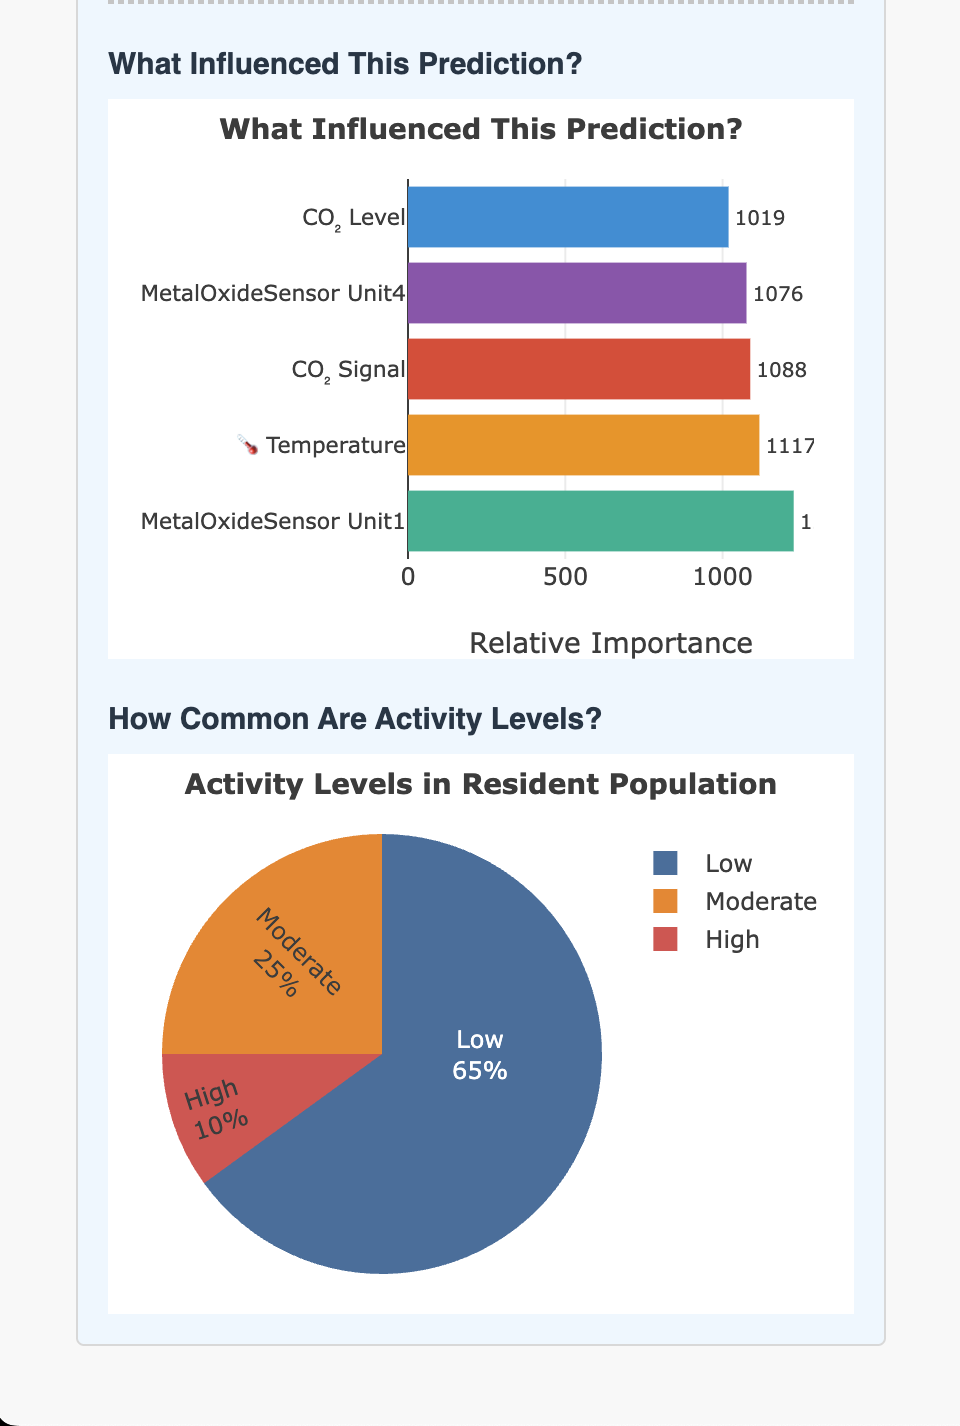 What Influenced This Prediction?
What Influenced This Prediction?
CO₂ Level
1019
MetalOxideSensor Unit4
1076
CO₂ Signal
1088
🌡 Temperature
1117
MetalOxideSensor Unit1
1
0 500 1000
Relative Importance
How Common Are Activity Levels?
Activity Levels in Resident Population
Low
Moderate
High
Moderate
25%
Low
65%
High
10%